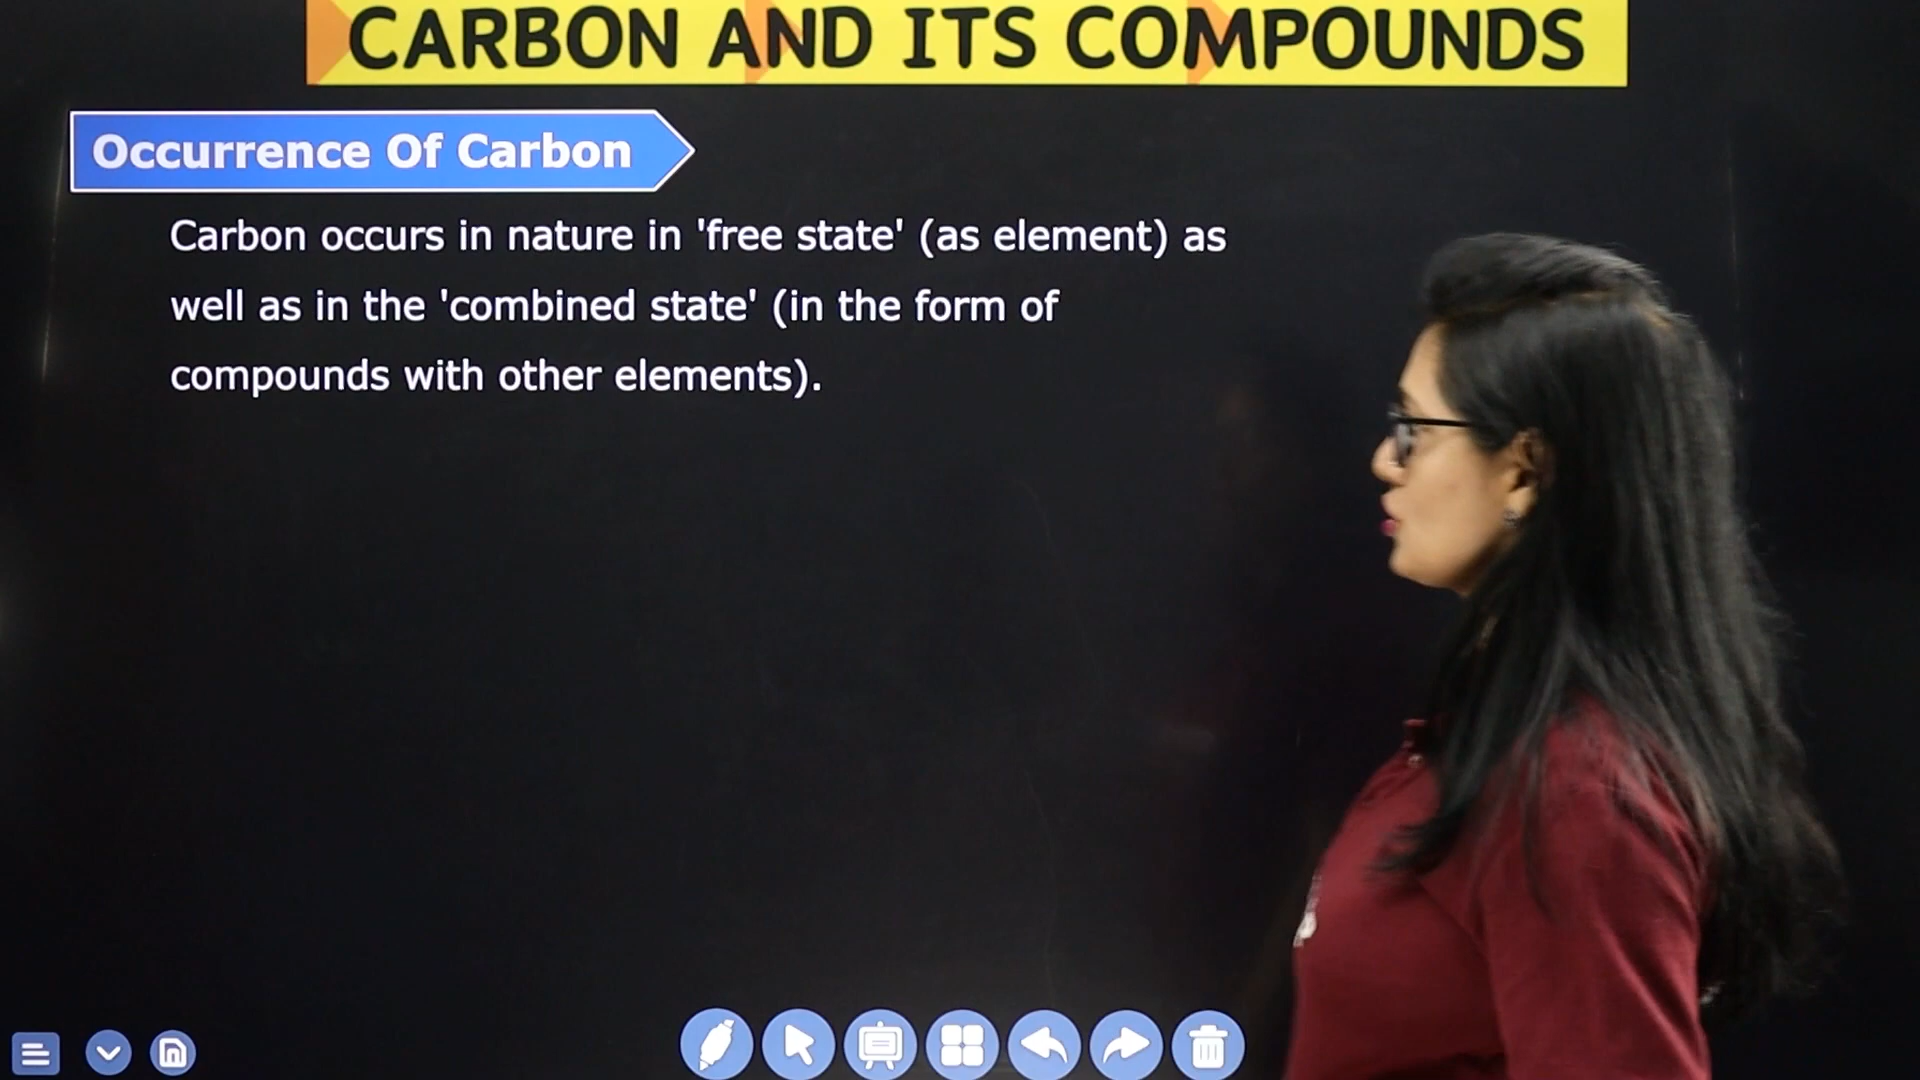 CARBON AND ITS COMPOUNDS
Occurrence Of Carbon
Carbon occurs in nature in 'free state' (as element) as
well as in the 'combined state' (in the form of
compounds with other elements).